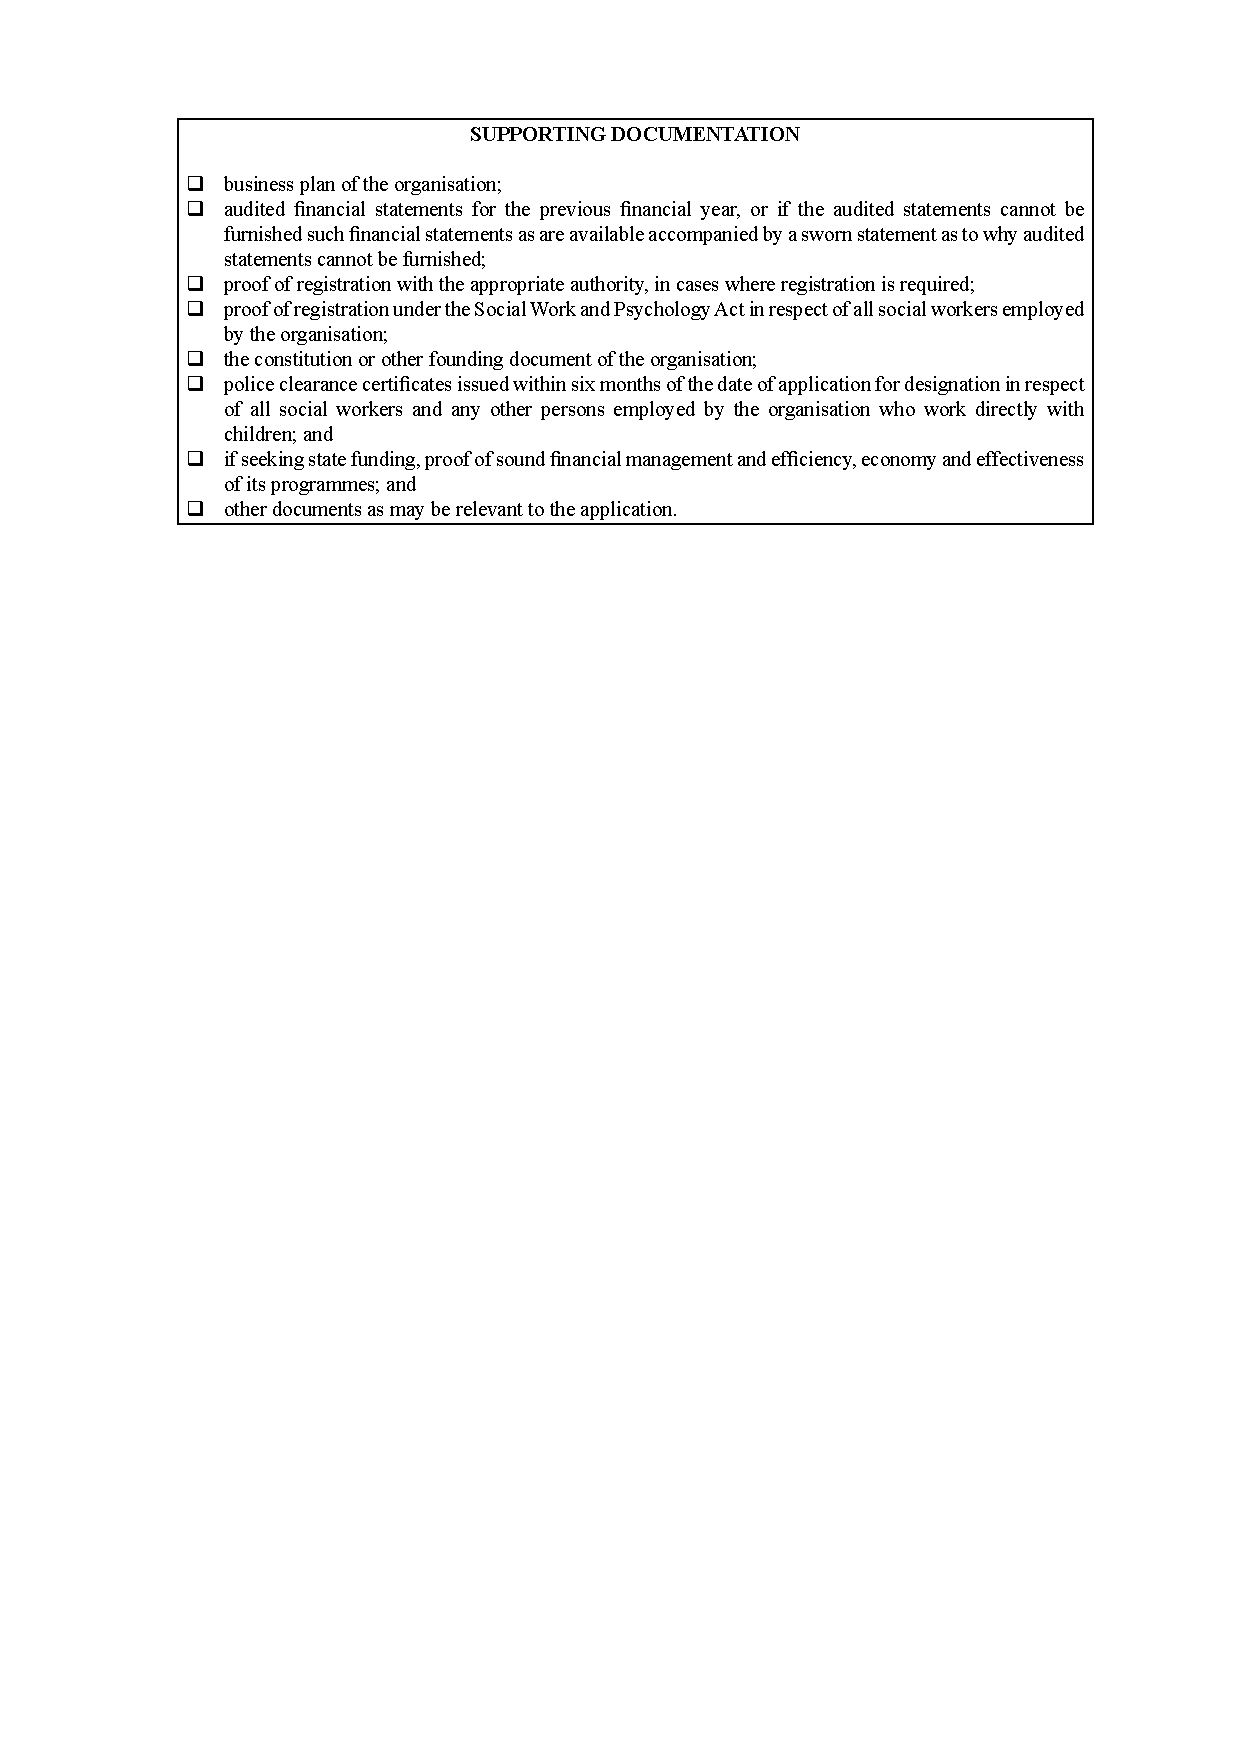 SUPPORTING DOCUMENTATION
❑ business plan of the organisation;
❑ audited financial statements for the previous financial year, or if the audited statements cannot be
furnished such financial statements as are available accompanied by a sworn statement as to why audited
statements cannot be furnished;
❑ proof of registration with the appropriate authority, in cases where registration is required;
❑ proof of registration under the Social Work and Psychology Act in respect of all social workers employed
by the organisation;
❑ the constitution or other founding document of the organisation;
❑ police clearance certificates issued within six months of the date of application for designation in respect
of all social workers and any other persons employed by the organisation who work directly with
children; and
❑ if seeking state funding, proof of sound financial management and efficiency, economy and effectiveness
of its programmes; and
❑ other documents as may be relevant to the application.